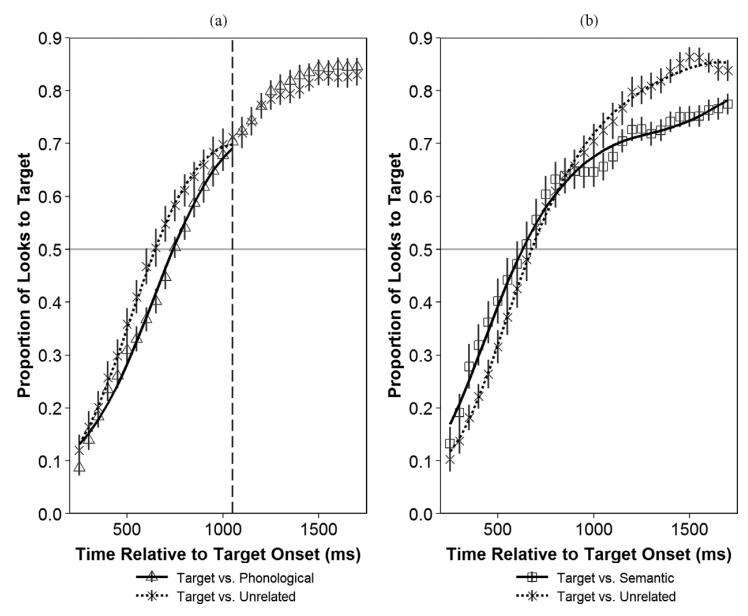 (a)
Proportion of Looks to Target
0.9
0.8
0.7
0.6
0.5
0.4
0.3
0.2
0.1
0.0
500
1000
1500
Time Relative to Target Onset (ms)
Target vs. Phonological
Target vs. Unrelated
(b)
Proportion of Looks to Target
0.9
0.8
0.7
0.6
0.5
0.4
0.3
0.2
0.1
0.0
500
1000
1500
Time Relative to Target Onset (ms)
Target vs. Semantic
Target vs. Unrelated